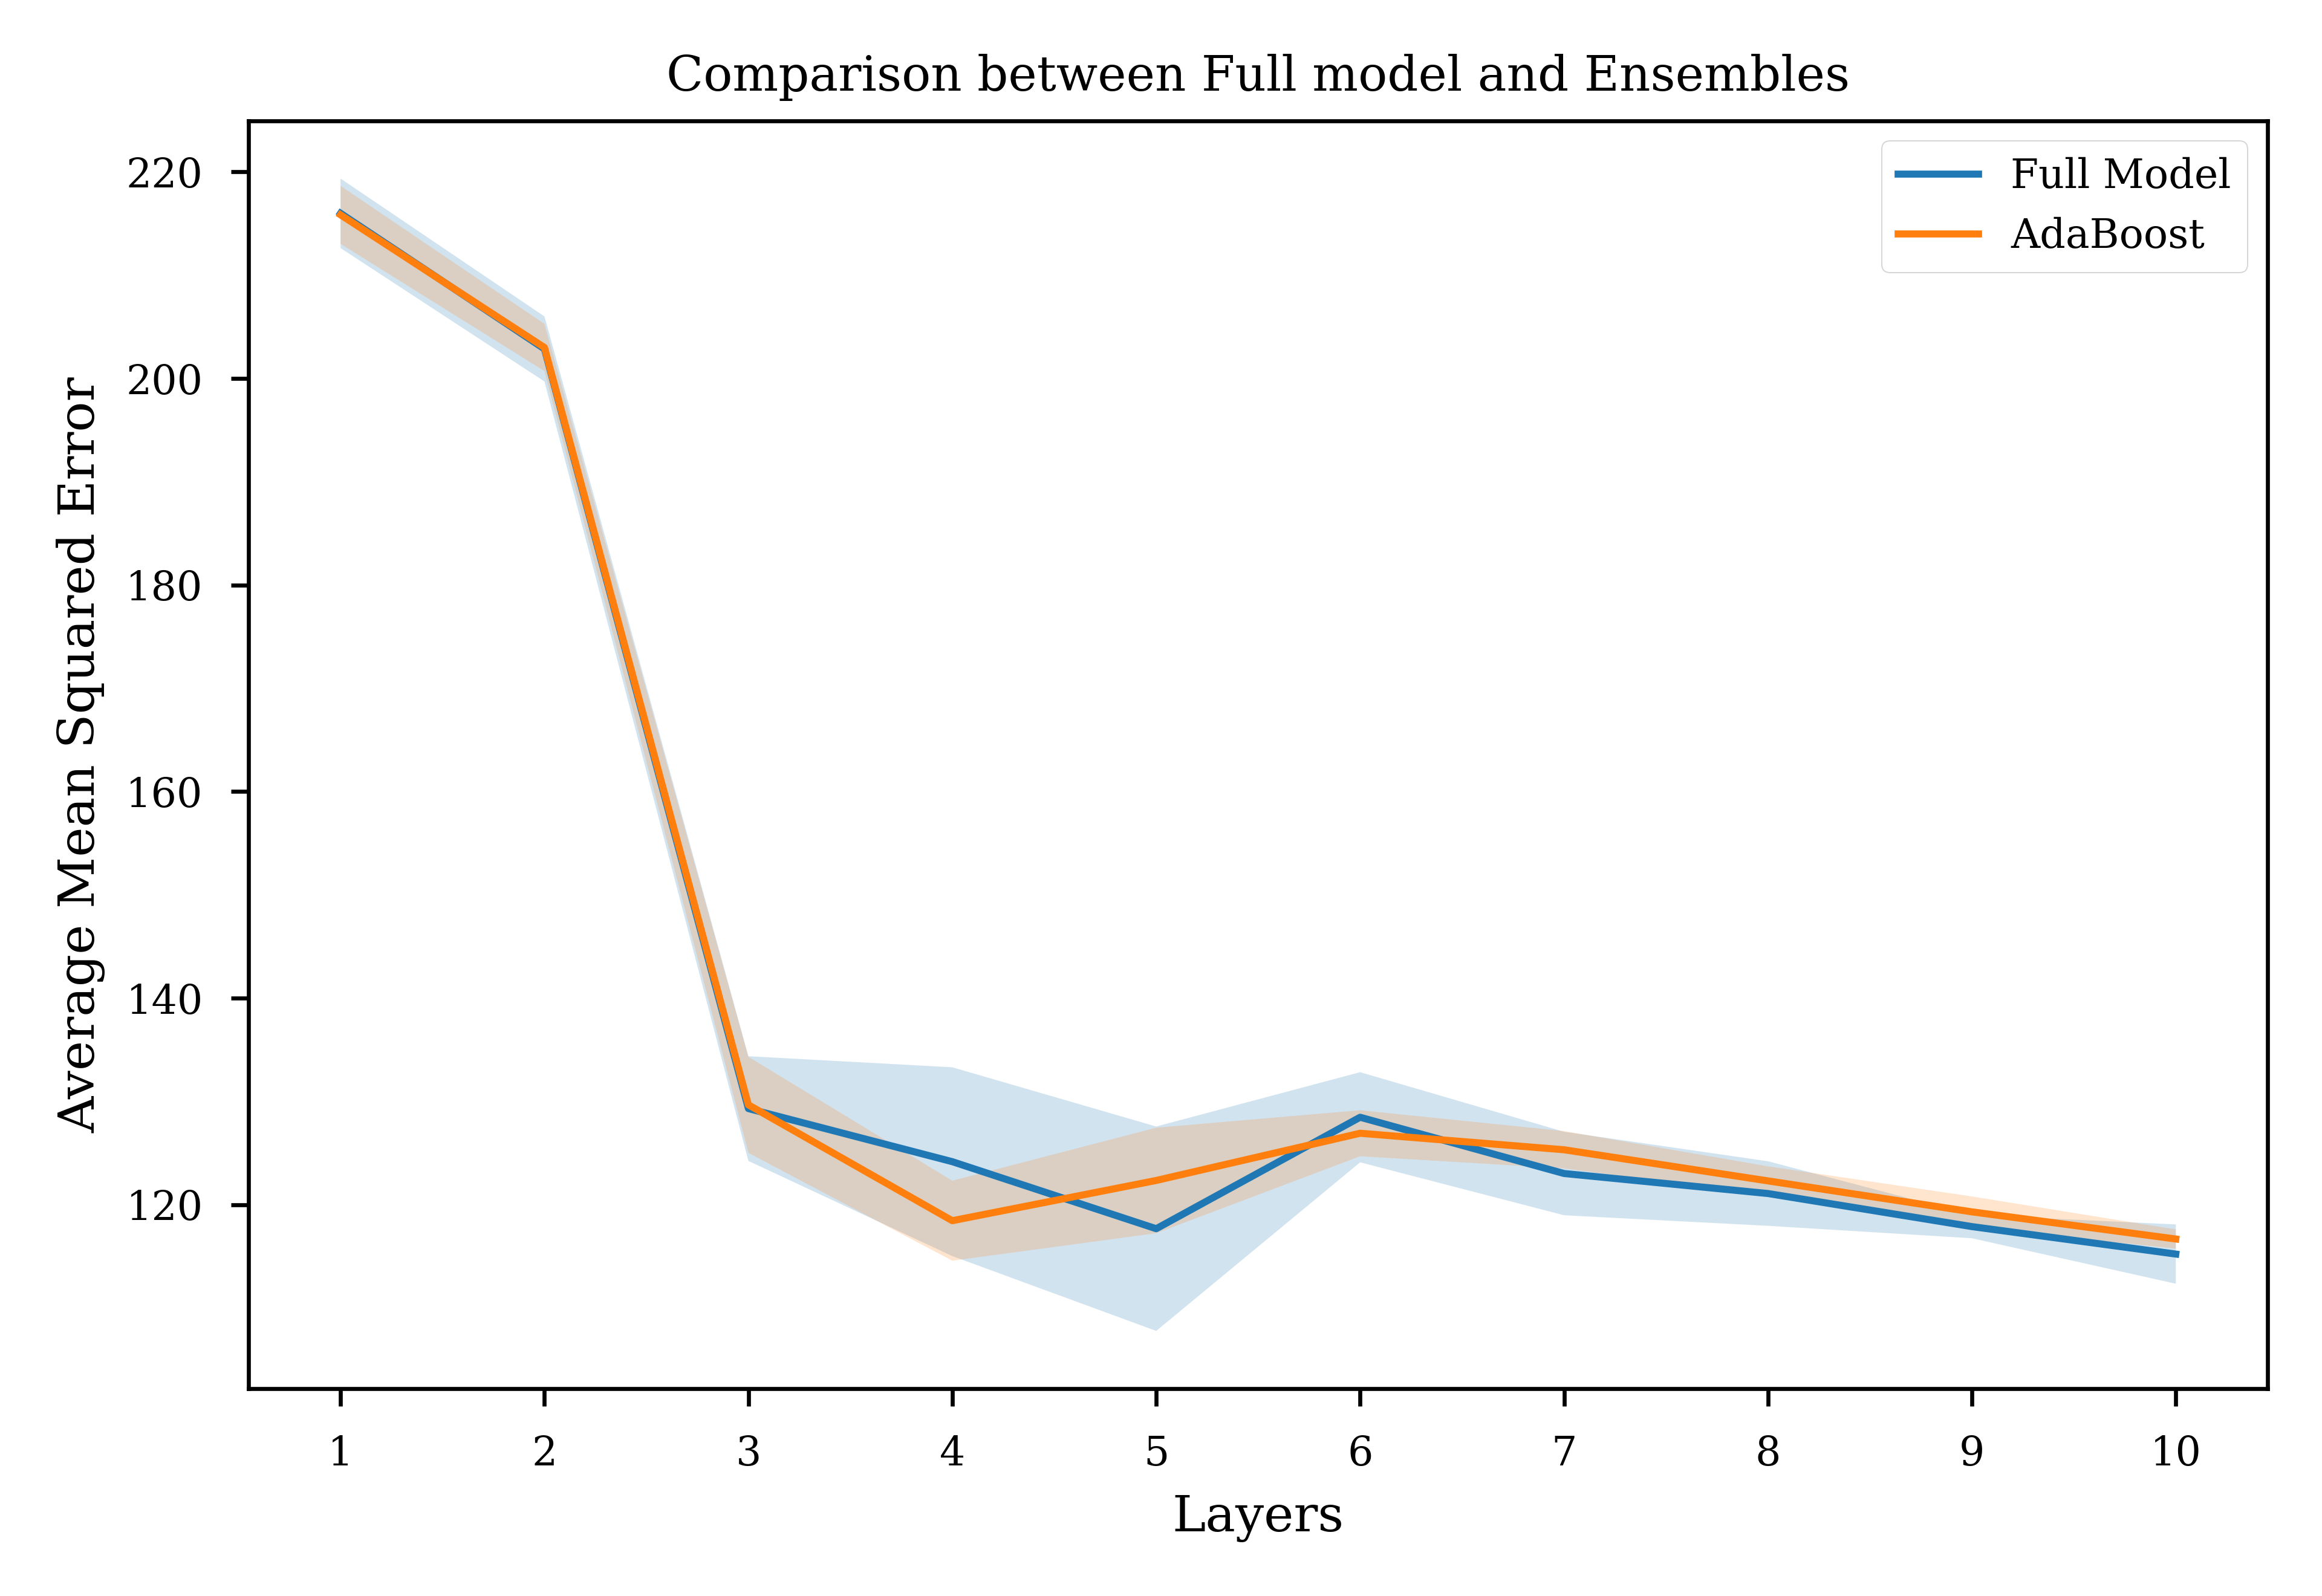 Comparison between Full model and Ensembles
Full Model
AdaBoost
Average Mean Squared Error
220
200
180
160
140
120
1 2 3 4 5 6 7 8 9 10
Layers